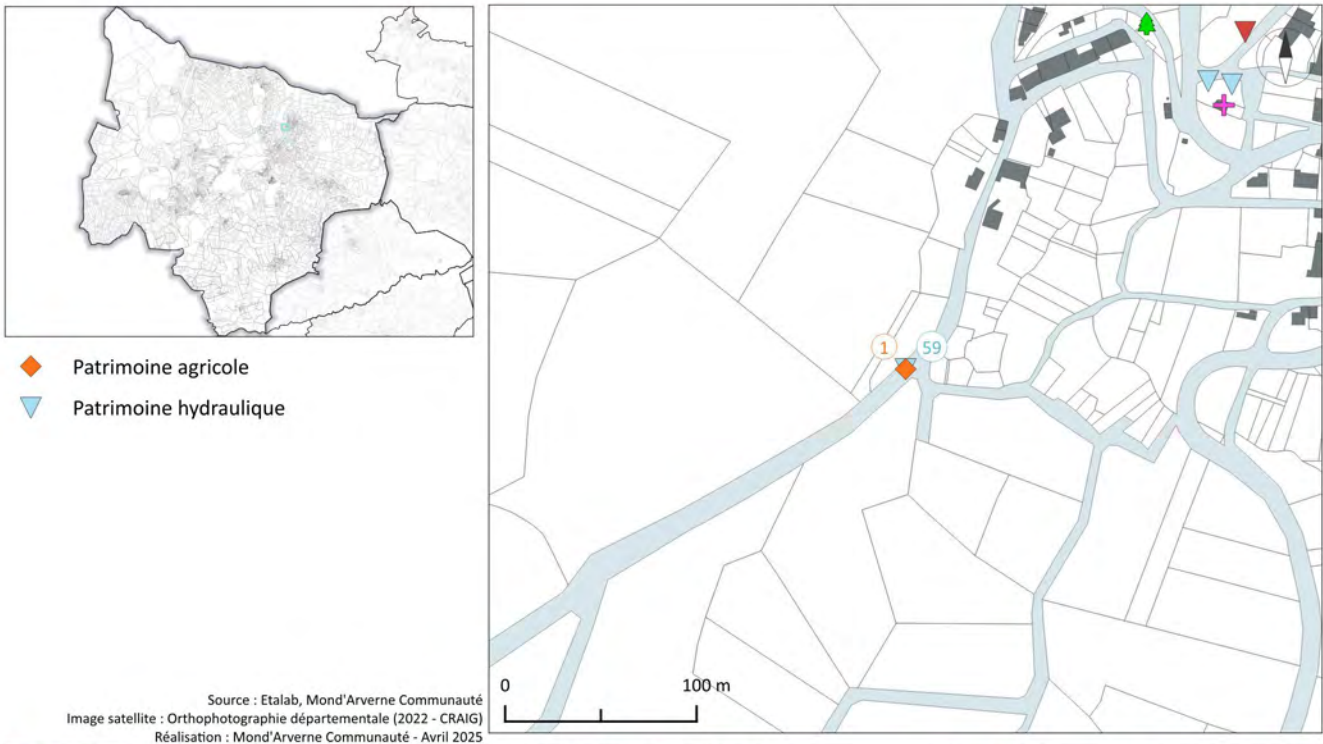 Patrimoine agricole
Patrimoine hydraulique
Source : Etalab, Mond'Arverne Communauté
Image satellite : Orthophotographie départementale (2022 - CRAIG)
Réalisation : Mond'Arverne Communauté - Avril 2025
1
59
0
100 m